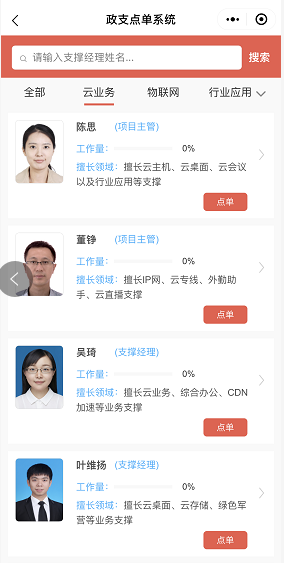 政支点单系统
请输入支撑经理姓名...
搜索
全部 云业务 物联网 行业应用
陈思 (项目主管)
工作量: 0%
擅长领域: 擅长云主机、云桌面、云会议
以及行业应用等支撑
点单
董铮 (项目主管)
工作量: 0%
擅长领域: 擅长IP网、云专线、外勤助
手、云直播支撑
点单
吴琦 (支撑经理)
工作量: 0%
擅长领域: 擅长云业务、综合办公、CDN
加速等业务支撑
点单
叶维扬 (支撑经理)
工作量: 0%
擅长领域: 擅长云桌面、云存储、绿色军
营等业务支撑
点单